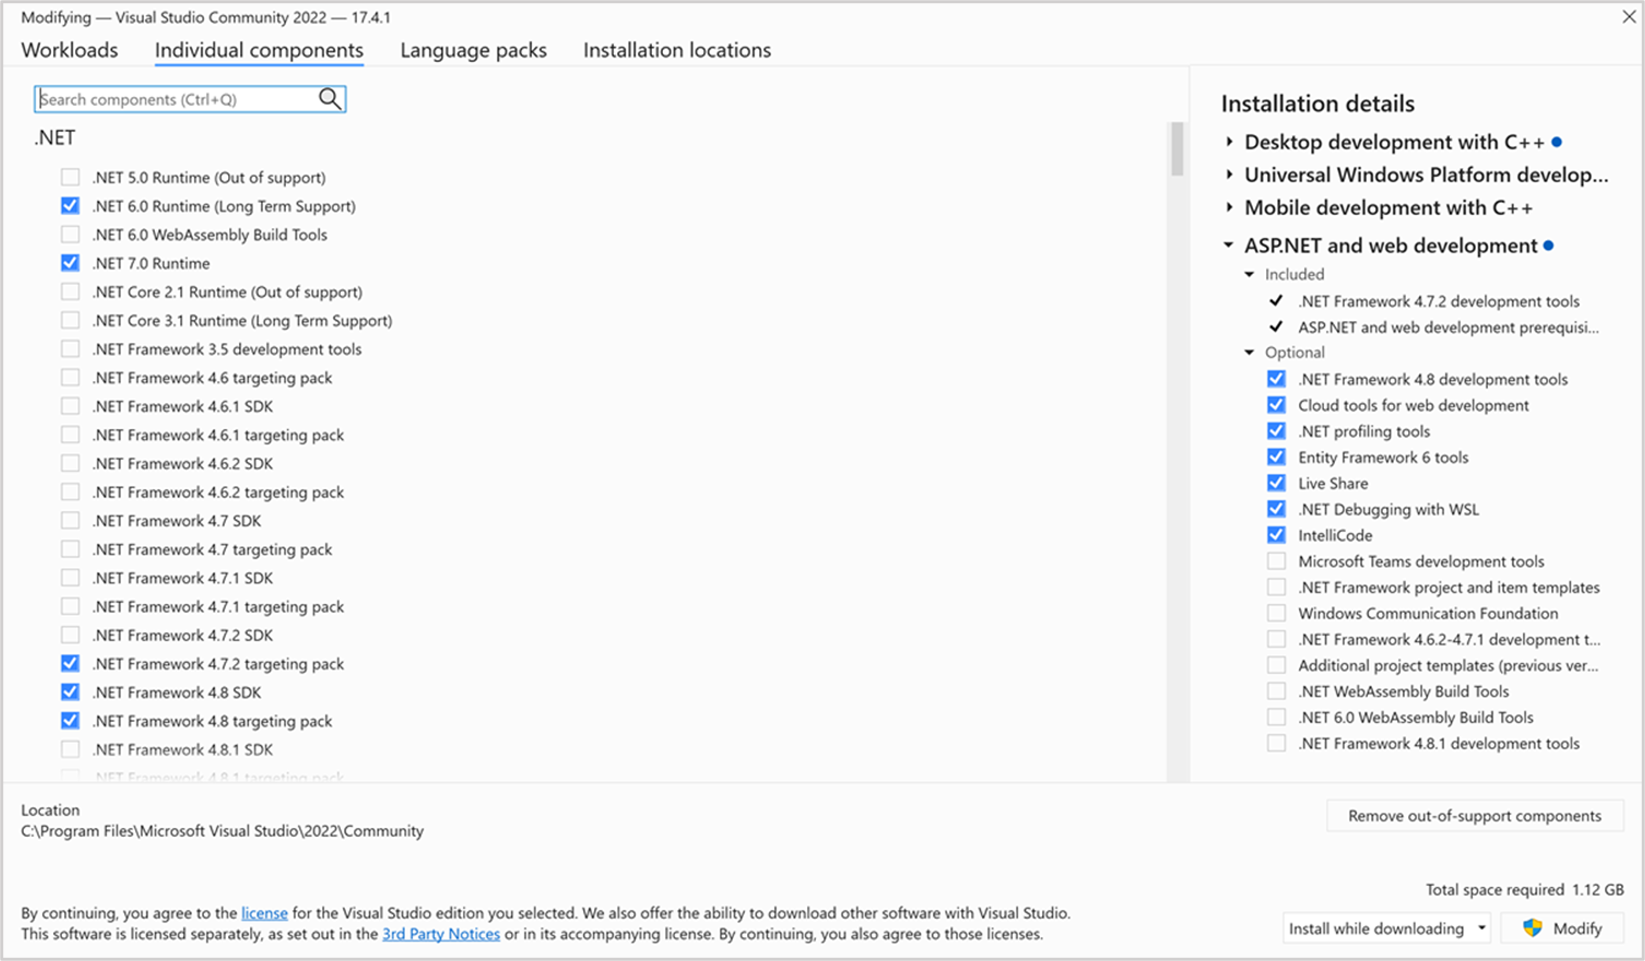 Modifying — Visual Studio Community 2022 — 17.4.1
Workloads
Individual components
Language packs
Installation locations
Search components (Ctrl+Q)
.NET
.NET 5.0 Runtime (Out of support)
.NET 6.0 Runtime (Long Term Support)
.NET 6.0 WebAssembly Build Tools
.NET 7.0 Runtime
.NET Core 2.1 Runtime (Out of support)
.NET Core 3.1 Runtime (Long Term Support)
.NET Framework 3.5 development tools
.NET Framework 4.6 targeting pack
.NET Framework 4.6.1 SDK
.NET Framework 4.6.1 targeting pack
.NET Framework 4.6.2 SDK
.NET Framework 4.6.2 targeting pack
.NET Framework 4.7 SDK
.NET Framework 4.7 targeting pack
.NET Framework 4.7.1 SDK
.NET Framework 4.7.1 targeting pack
.NET Framework 4.7.2 SDK
.NET Framework 4.7.2 targeting pack
.NET Framework 4.8 SDK
.NET Framework 4.8 targeting pack
.NET Framework 4.8.1 SDK
.NET Framework 4.8.1 targeting pack
Installation details
Desktop development with C++
Universal Windows Platform develop...
Mobile development with C++
ASP.NET and web development
Included
.NET Framework 4.7.2 development tools
ASP.NET and web development prerequisi...
Optional
.NET Framework 4.8 development tools
Cloud tools for web development
.NET profiling tools
Entity Framework 6 tools
Live Share
.NET Debugging with WSL
IntelliCode
Microsoft Teams development tools
.NET Framework project and item templates
Windows Communication Foundation
.NET Framework 4.6.2-4.7.1 development t...
Additional project templates (previous ver...
.NET WebAssembly Build Tools
.NET 6.0 WebAssembly Build Tools
.NET Framework 4.8.1 development tools
Location
C:\Program Files\Microsoft Visual Studio\2022\Community
Remove out-of-support components
Total space required 1.12 GB
By continuing, you agree to the license for the Visual Studio edition you selected. We also offer the ability to download other software with Visual Studio.
This software is licensed separately, as set out in the 3rd Party Notices or in its accompanying license. By continuing, you also agree to those licenses.
Install while downloading
Modify